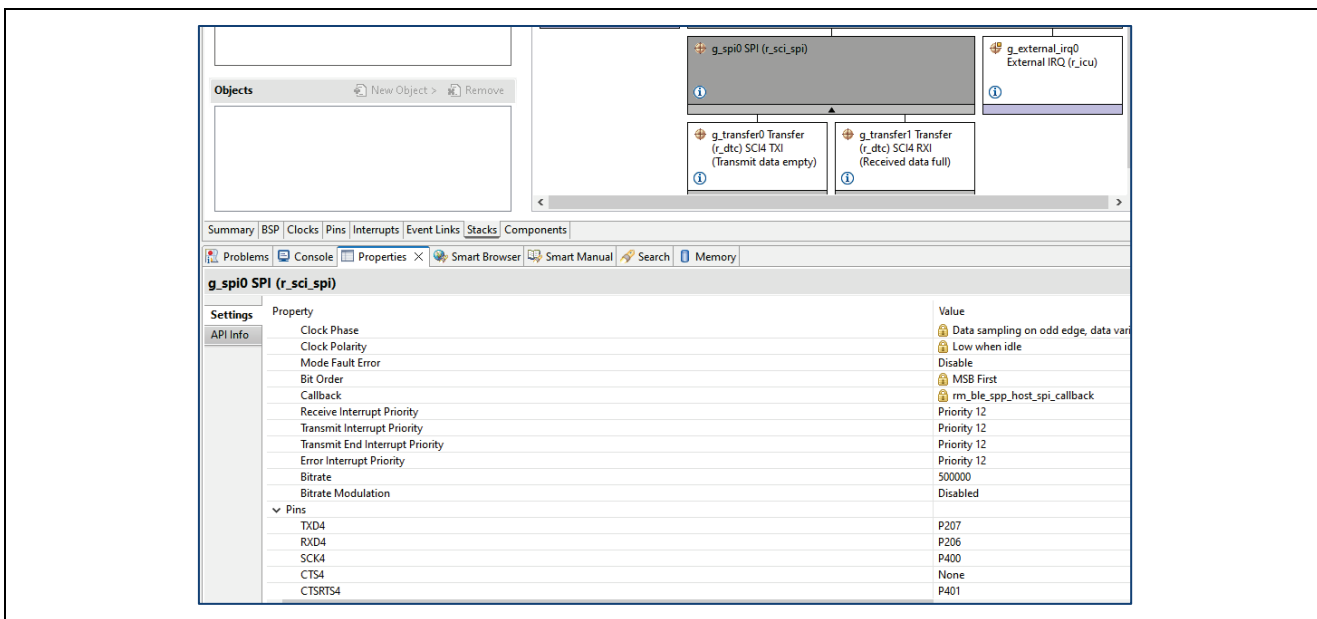 g_spi0 SPI (r_sci_spi)
g_external_irq0
External IRQ (r_icu)
Objects
New Object >
Remove
g_transfer0 Transfer
(r_dtc) SCI4 TXI
(Transmit data empty)
g_transfer1 Transfer
(r_dtc) SCI4 RXI
(Received data full)
Summary BSP Clocks Pins Interrupts Event Links Stacks Components
Problems Console Properties Smart Browser Smart Manual Search Memory
g_spi0 SPI (r_sci_spi)
Settings
API Info
Property Value
Clock Phase Data sampling on odd edge, data vari
Clock Polarity Low when idle
Mode Fault Error Disable
Bit Order MSB First
Callback rm_ble_spp_host_spi_callback
Receive Interrupt Priority Priority 12
Transmit Interrupt Priority Priority 12
Transmit End Interrupt Priority Priority 12
Error Interrupt Priority Priority 12
Bitrate 500000
Bitrate Modulation Disabled
Pins
TXD4 P207
RXD4 P206
SCK4 P400
CTS4 None
CTSRTS4 P401